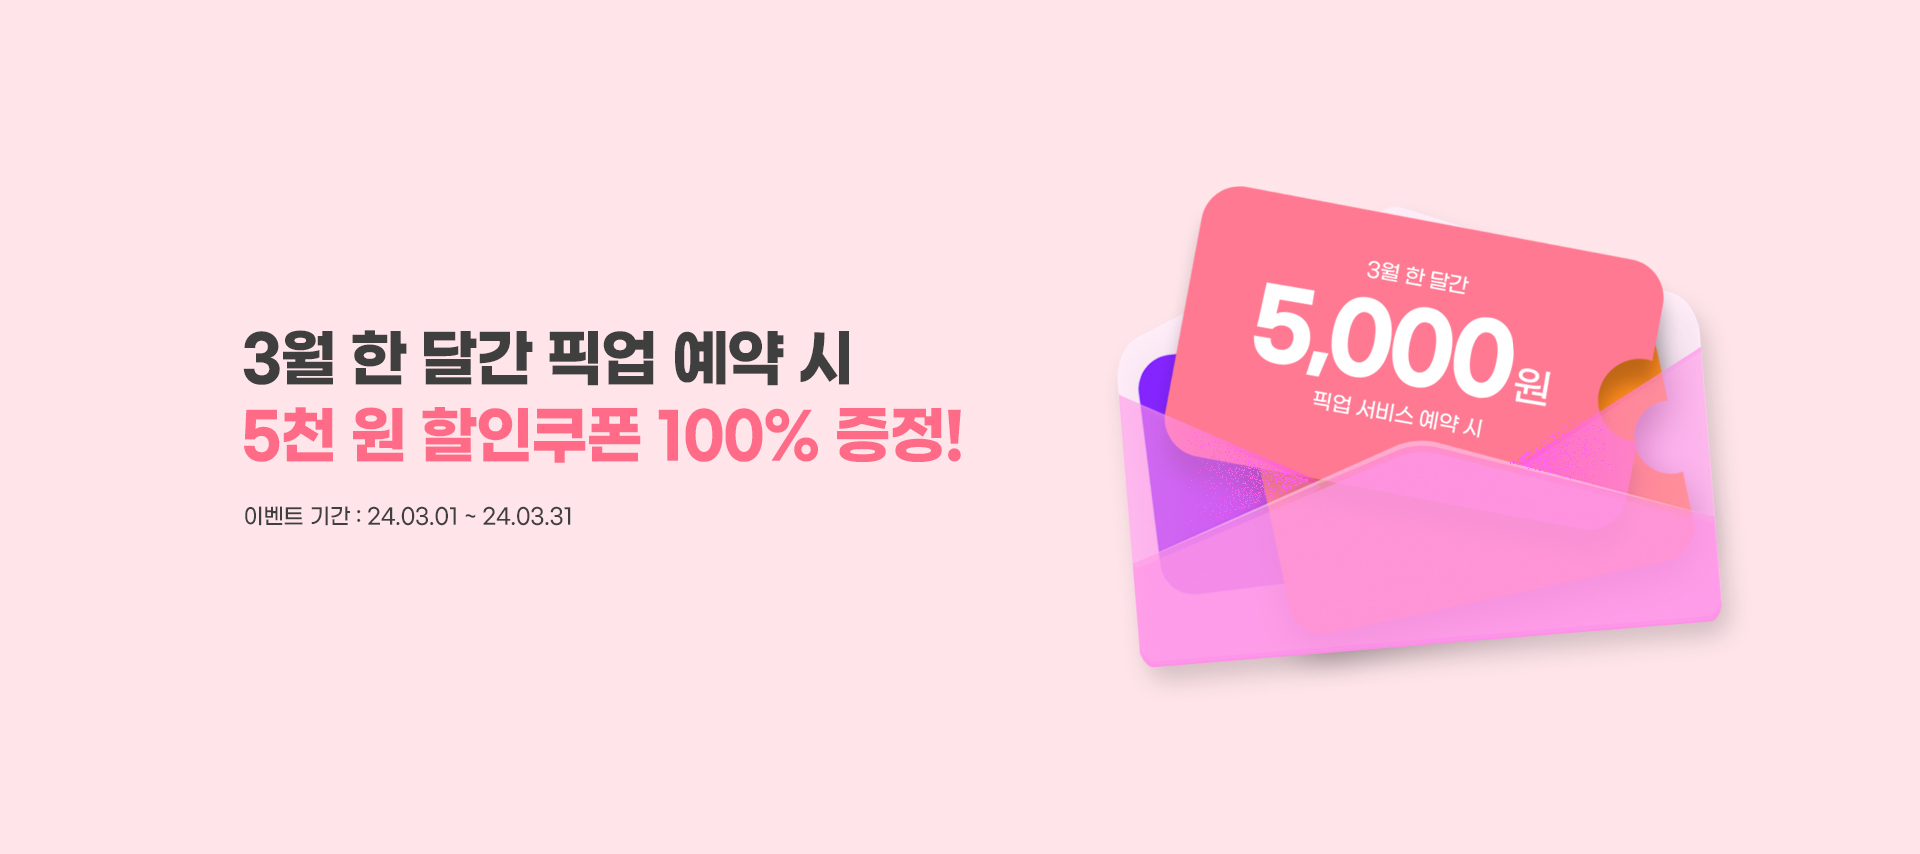 3월 한 달간 픽업 예약 시
5천 원 할인쿠폰 100% 증정!
이벤트 기간 : 24.03.01 ~ 24.03.31
3월 한 달간
5,000원
픽업 서비스 예약 시